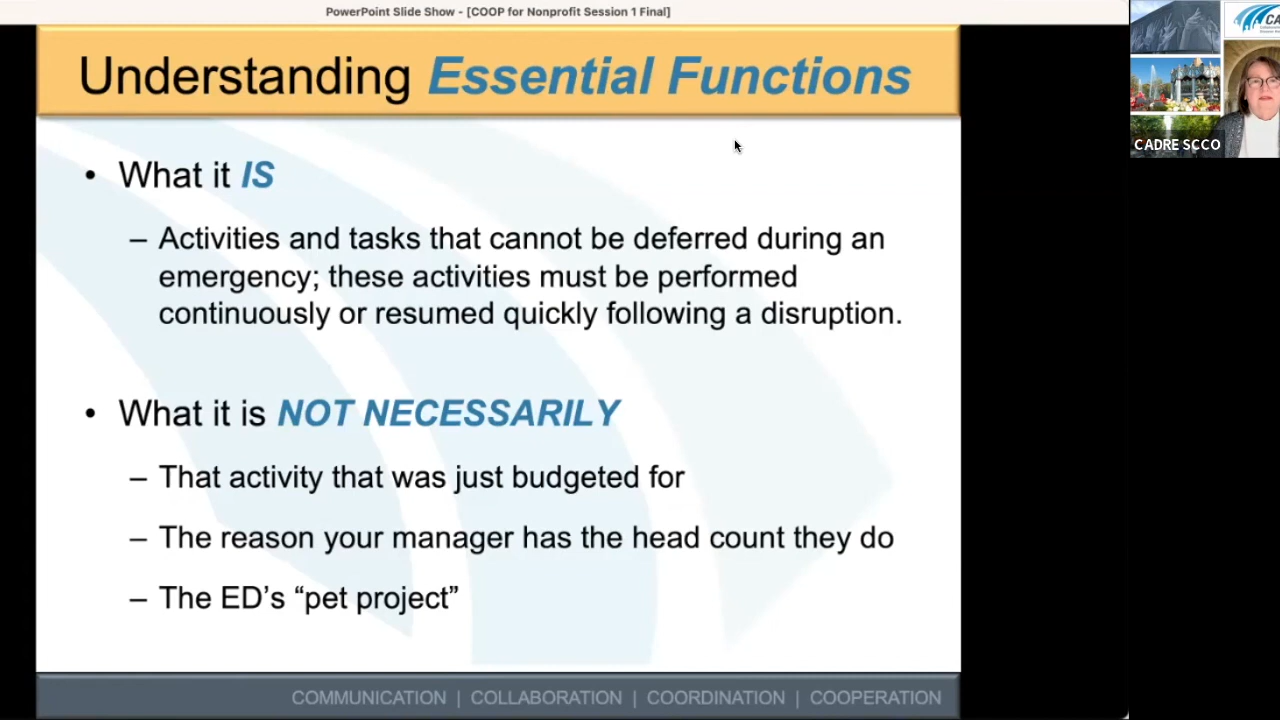 PowerPoint Slide Show - [COOP for Nonprofit Session 1 Final]
Understanding Essential Functions
• What it IS
– Activities and tasks that cannot be deferred during an
emergency; these activities must be performed
continuously or resumed quickly following a disruption.
• What it is NOT NECESSARILY
– That activity that was just budgeted for
– The reason your manager has the head count they do
– The ED’s “pet project”
COMMUNICATION | COLLABORATION | COORDINATION | COOPERATION
CADRE SCCO